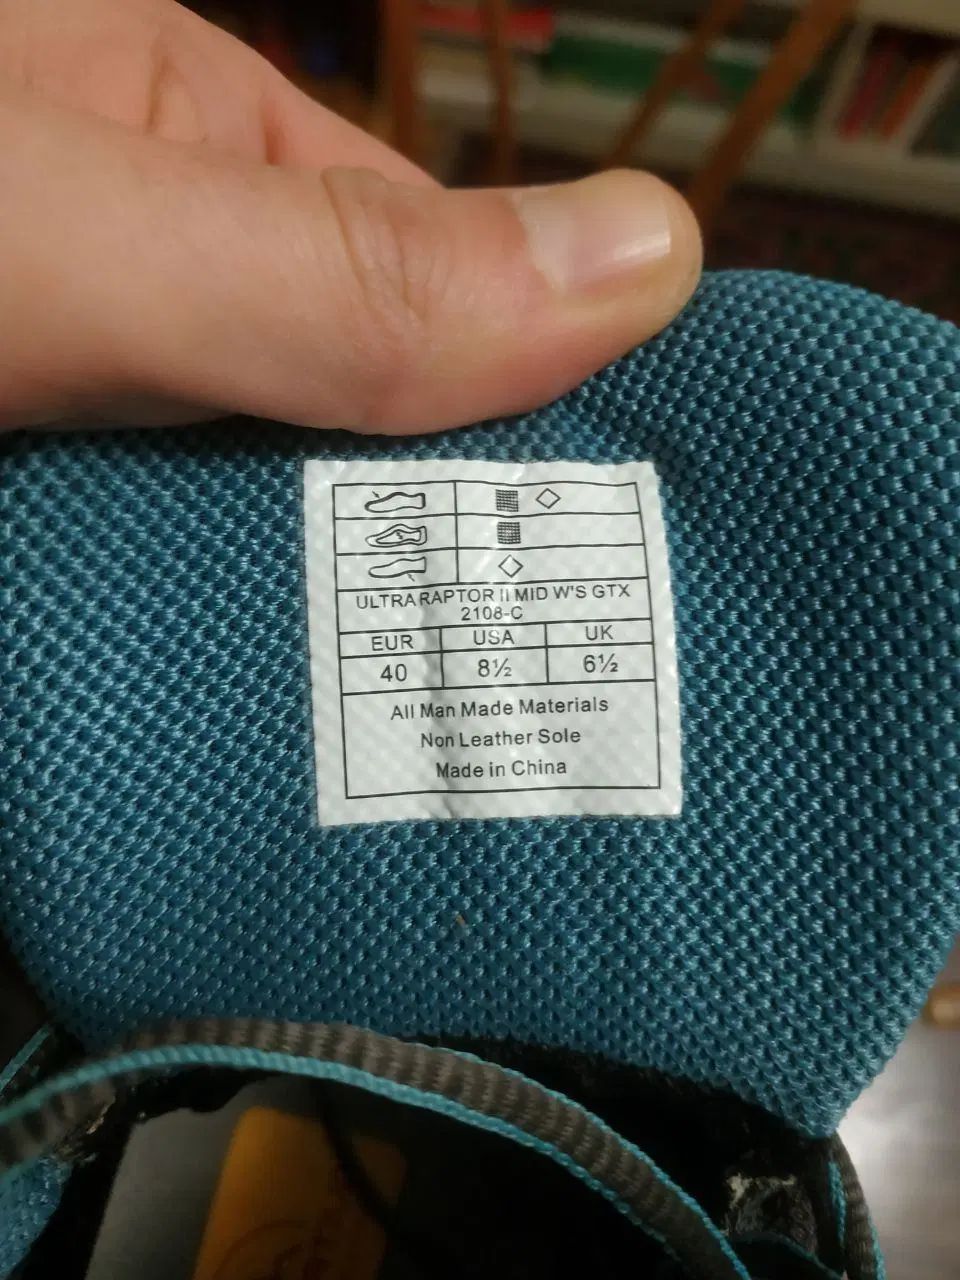 ULTRA RAPTOR II MID W'S GTX
2108-C
EUR USA UK
40 8½ 6½
All Man Made Materials
Non Leather Sole
Made in China